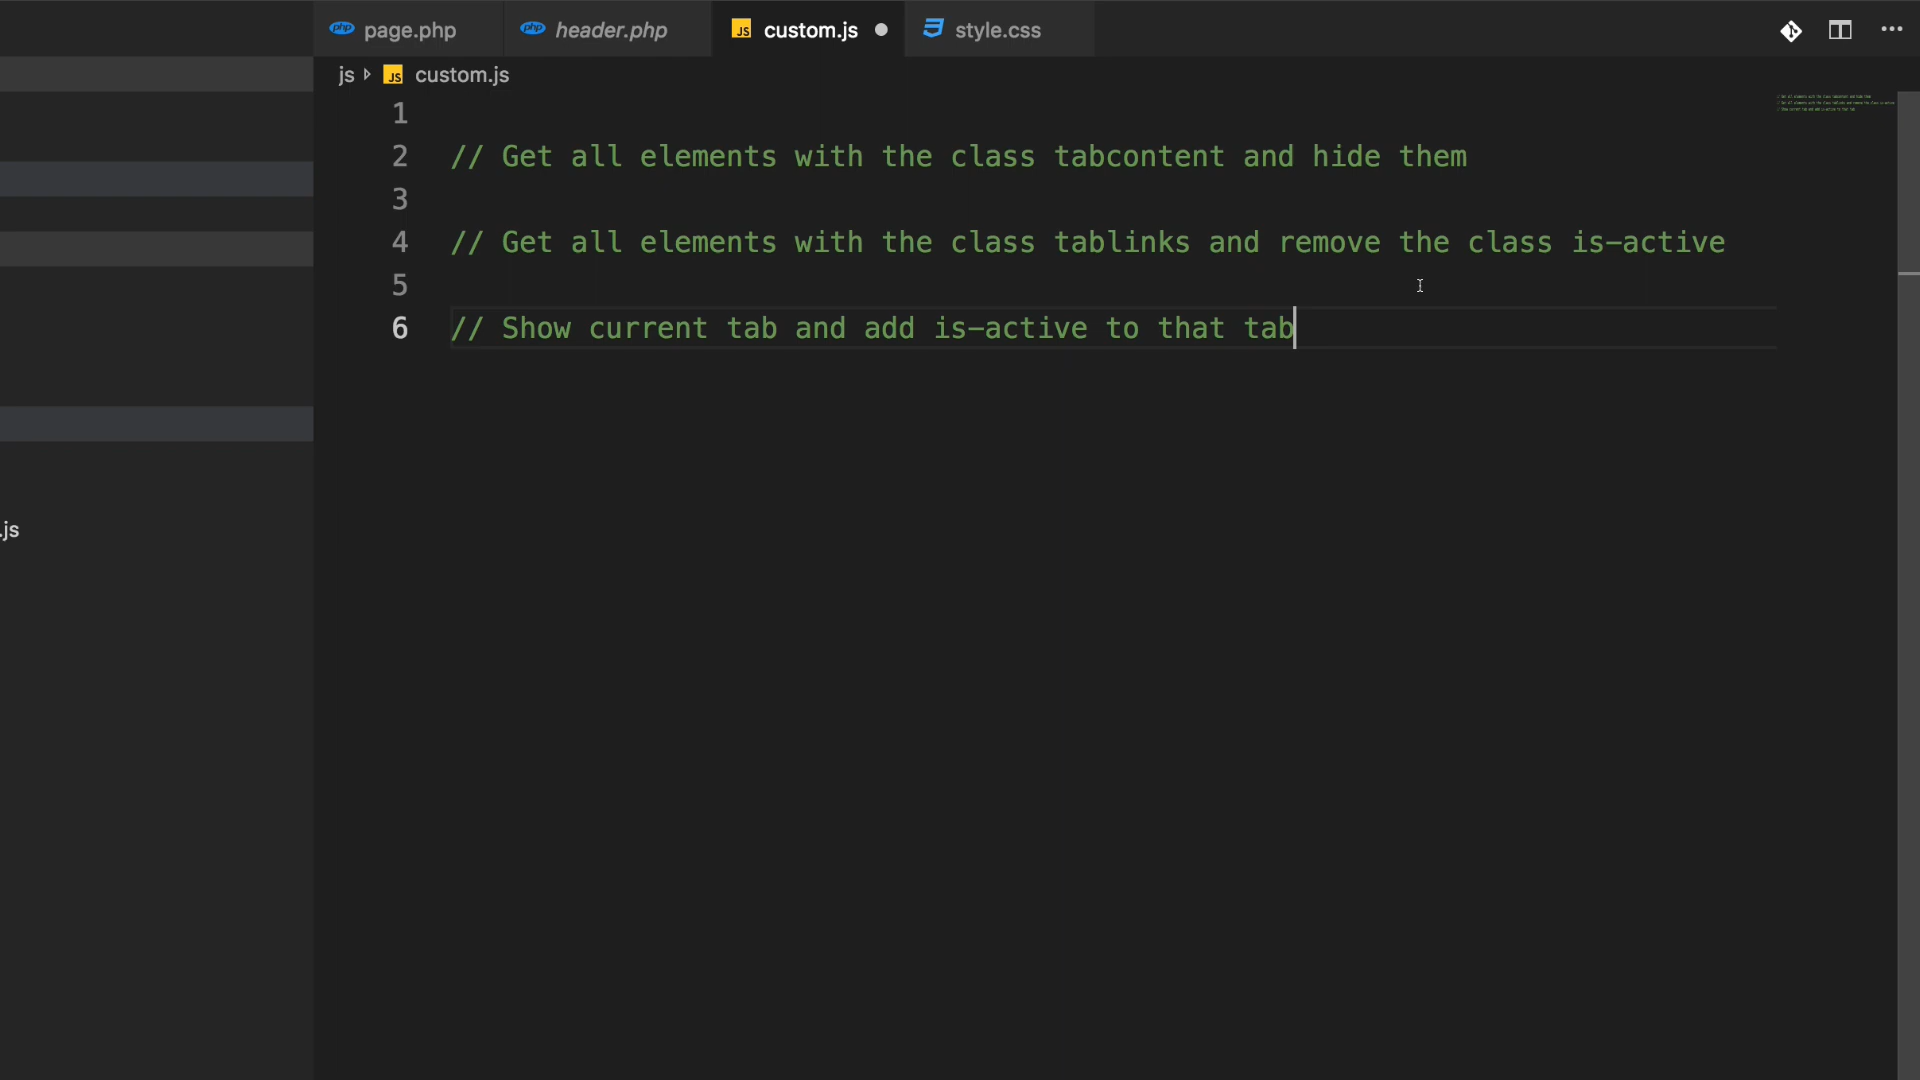 page.php header.php JS custom.js style.css
js JS custom.js
1
2 // Get all elements with the class tabcontent and hide them
3
4 // Get all elements with the class tablinks and remove the class is-active
5
6 // Show current tab and add is-active to that tab
.js